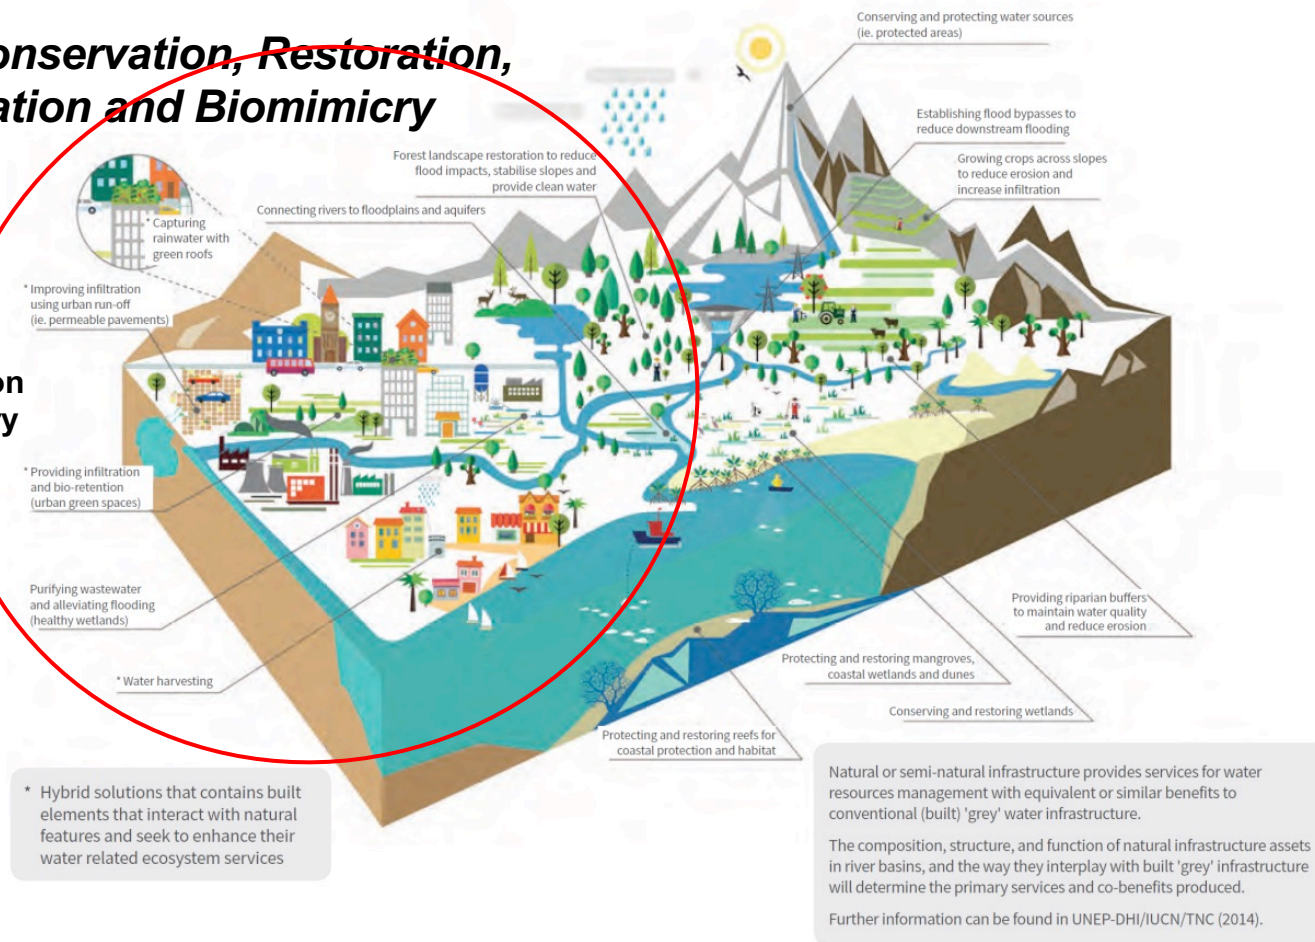 onservation, Restoration,
ation and Biomimicry
Conserving and protecting water sources
(ie. protected areas)
Establishing flood bypasses to
reduce downstream flooding
Growing crops across slopes
to reduce erosion and
increase infiltration
Forest landscape restoration to reduce
flood impacts, stabilise slopes and
provide clean water
Connecting rivers to floodplains and aquifers
* Capturing
rainwater with
green roofs
* Improving infiltration
using urban run-off
(ie. permeable pavements)
on
ry
* Providing infiltration
and bio-retention
(urban green spaces)
Purifying wastewater
and alleviating flooding
(healthy wetlands)
* Water harvesting
Providing riparian buffers
to maintain water quality
and reduce erosion
Protecting and restoring mangroves,
coastal wetlands and dunes
Conserving and restoring wetlands
Protecting and restoring reefs for
coastal protection and habitat
* Hybrid solutions that contains built
elements that interact with natural
features and seek to enhance their
water related ecosystem services
Natural or semi-natural infrastructure provides services for water
resources management with equivalent or similar benefits to
conventional (built) 'grey' water infrastructure.
The composition, structure, and function of natural infrastructure assets
in river basins, and the way they interplay with built 'grey' infrastructure
will determine the primary services and co-benefits produced.
Further information can be found in UNEP-DHI/IUCN/TNC (2014).